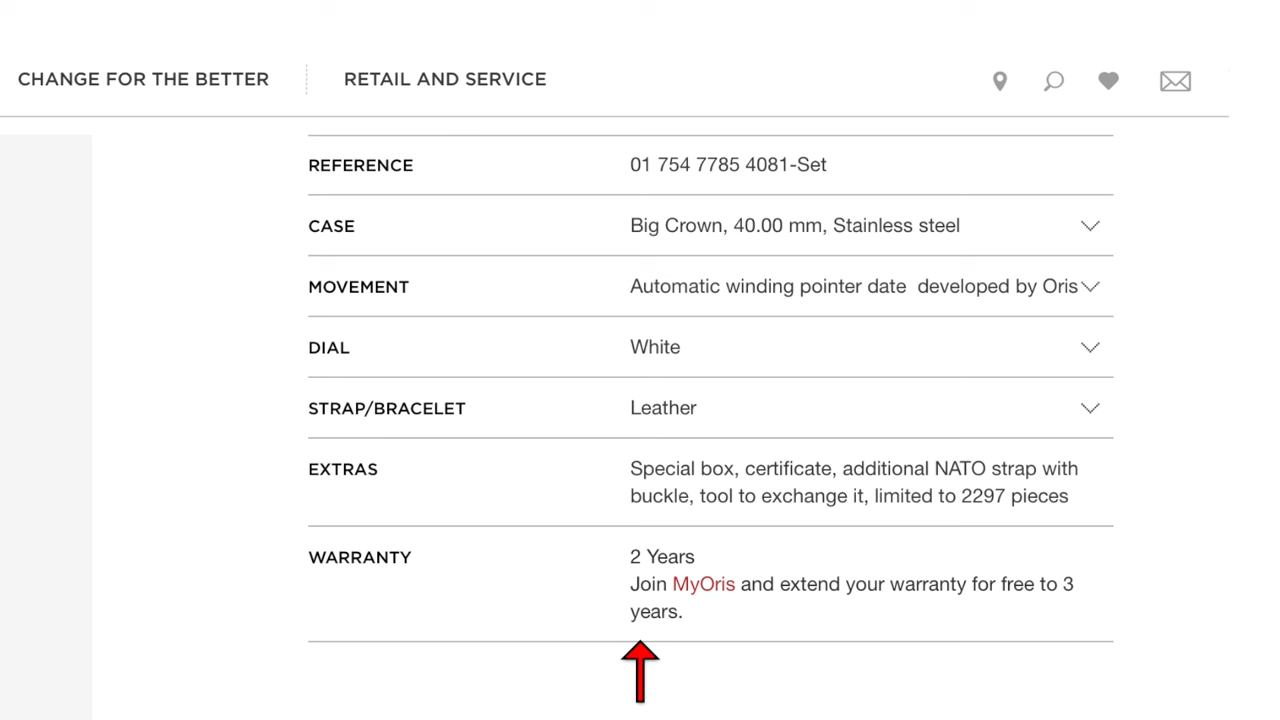 CHANGE FOR THE BETTER
RETAIL AND SERVICE
REFERENCE
01 754 7785 4081-Set
CASE
Big Crown, 40.00 mm, Stainless steel
MOVEMENT
Automatic winding pointer date  developed by Oris
DIAL
White
STRAP/BRACELET
Leather
EXTRAS
Special box, certificate, additional NATO strap with
buckle, tool to exchange it, limited to 2297 pieces
WARRANTY
2 Years
Join MyOris and extend your warranty for free to 3
years.